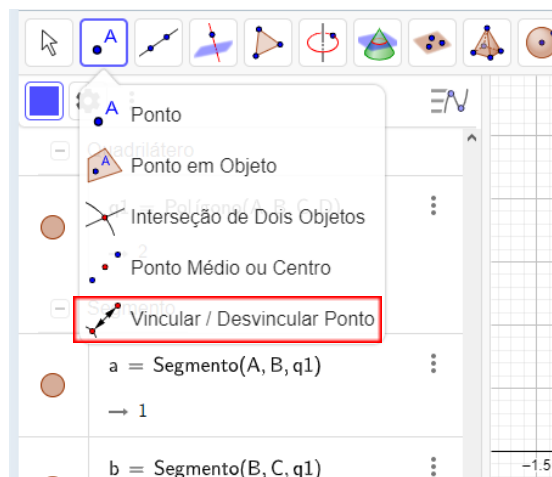 A
A Ponto
Quadrilátero
A Ponto em Objeto
q1 = Polígono(A, B, C, D)
Interseção de Dois Objetos
→ 2
Ponto Médio ou Centro
Segmento
Vincular / Desvincular Ponto
a = Segmento(A, B, q1)
→ 1
b = Segmento(B, C, q1)
−1.5